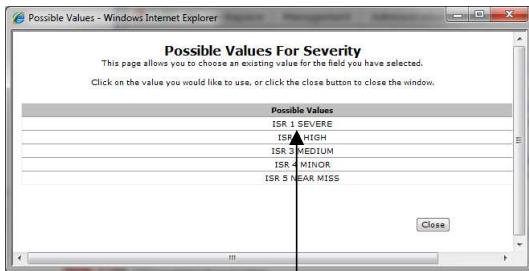 Possible Values - Windows Internet Explorer
Possible Values For Severity
This page allows you to choose an existing value for the field you have selected.
Click on the value you would like to use, or click the close button to close the window.
Possible Values
ISR 1 SEVERE
ISR HIGH
ISR 3 MEDIUM
ISR 4 MINOR
ISR 5 NEAR MISS
Close